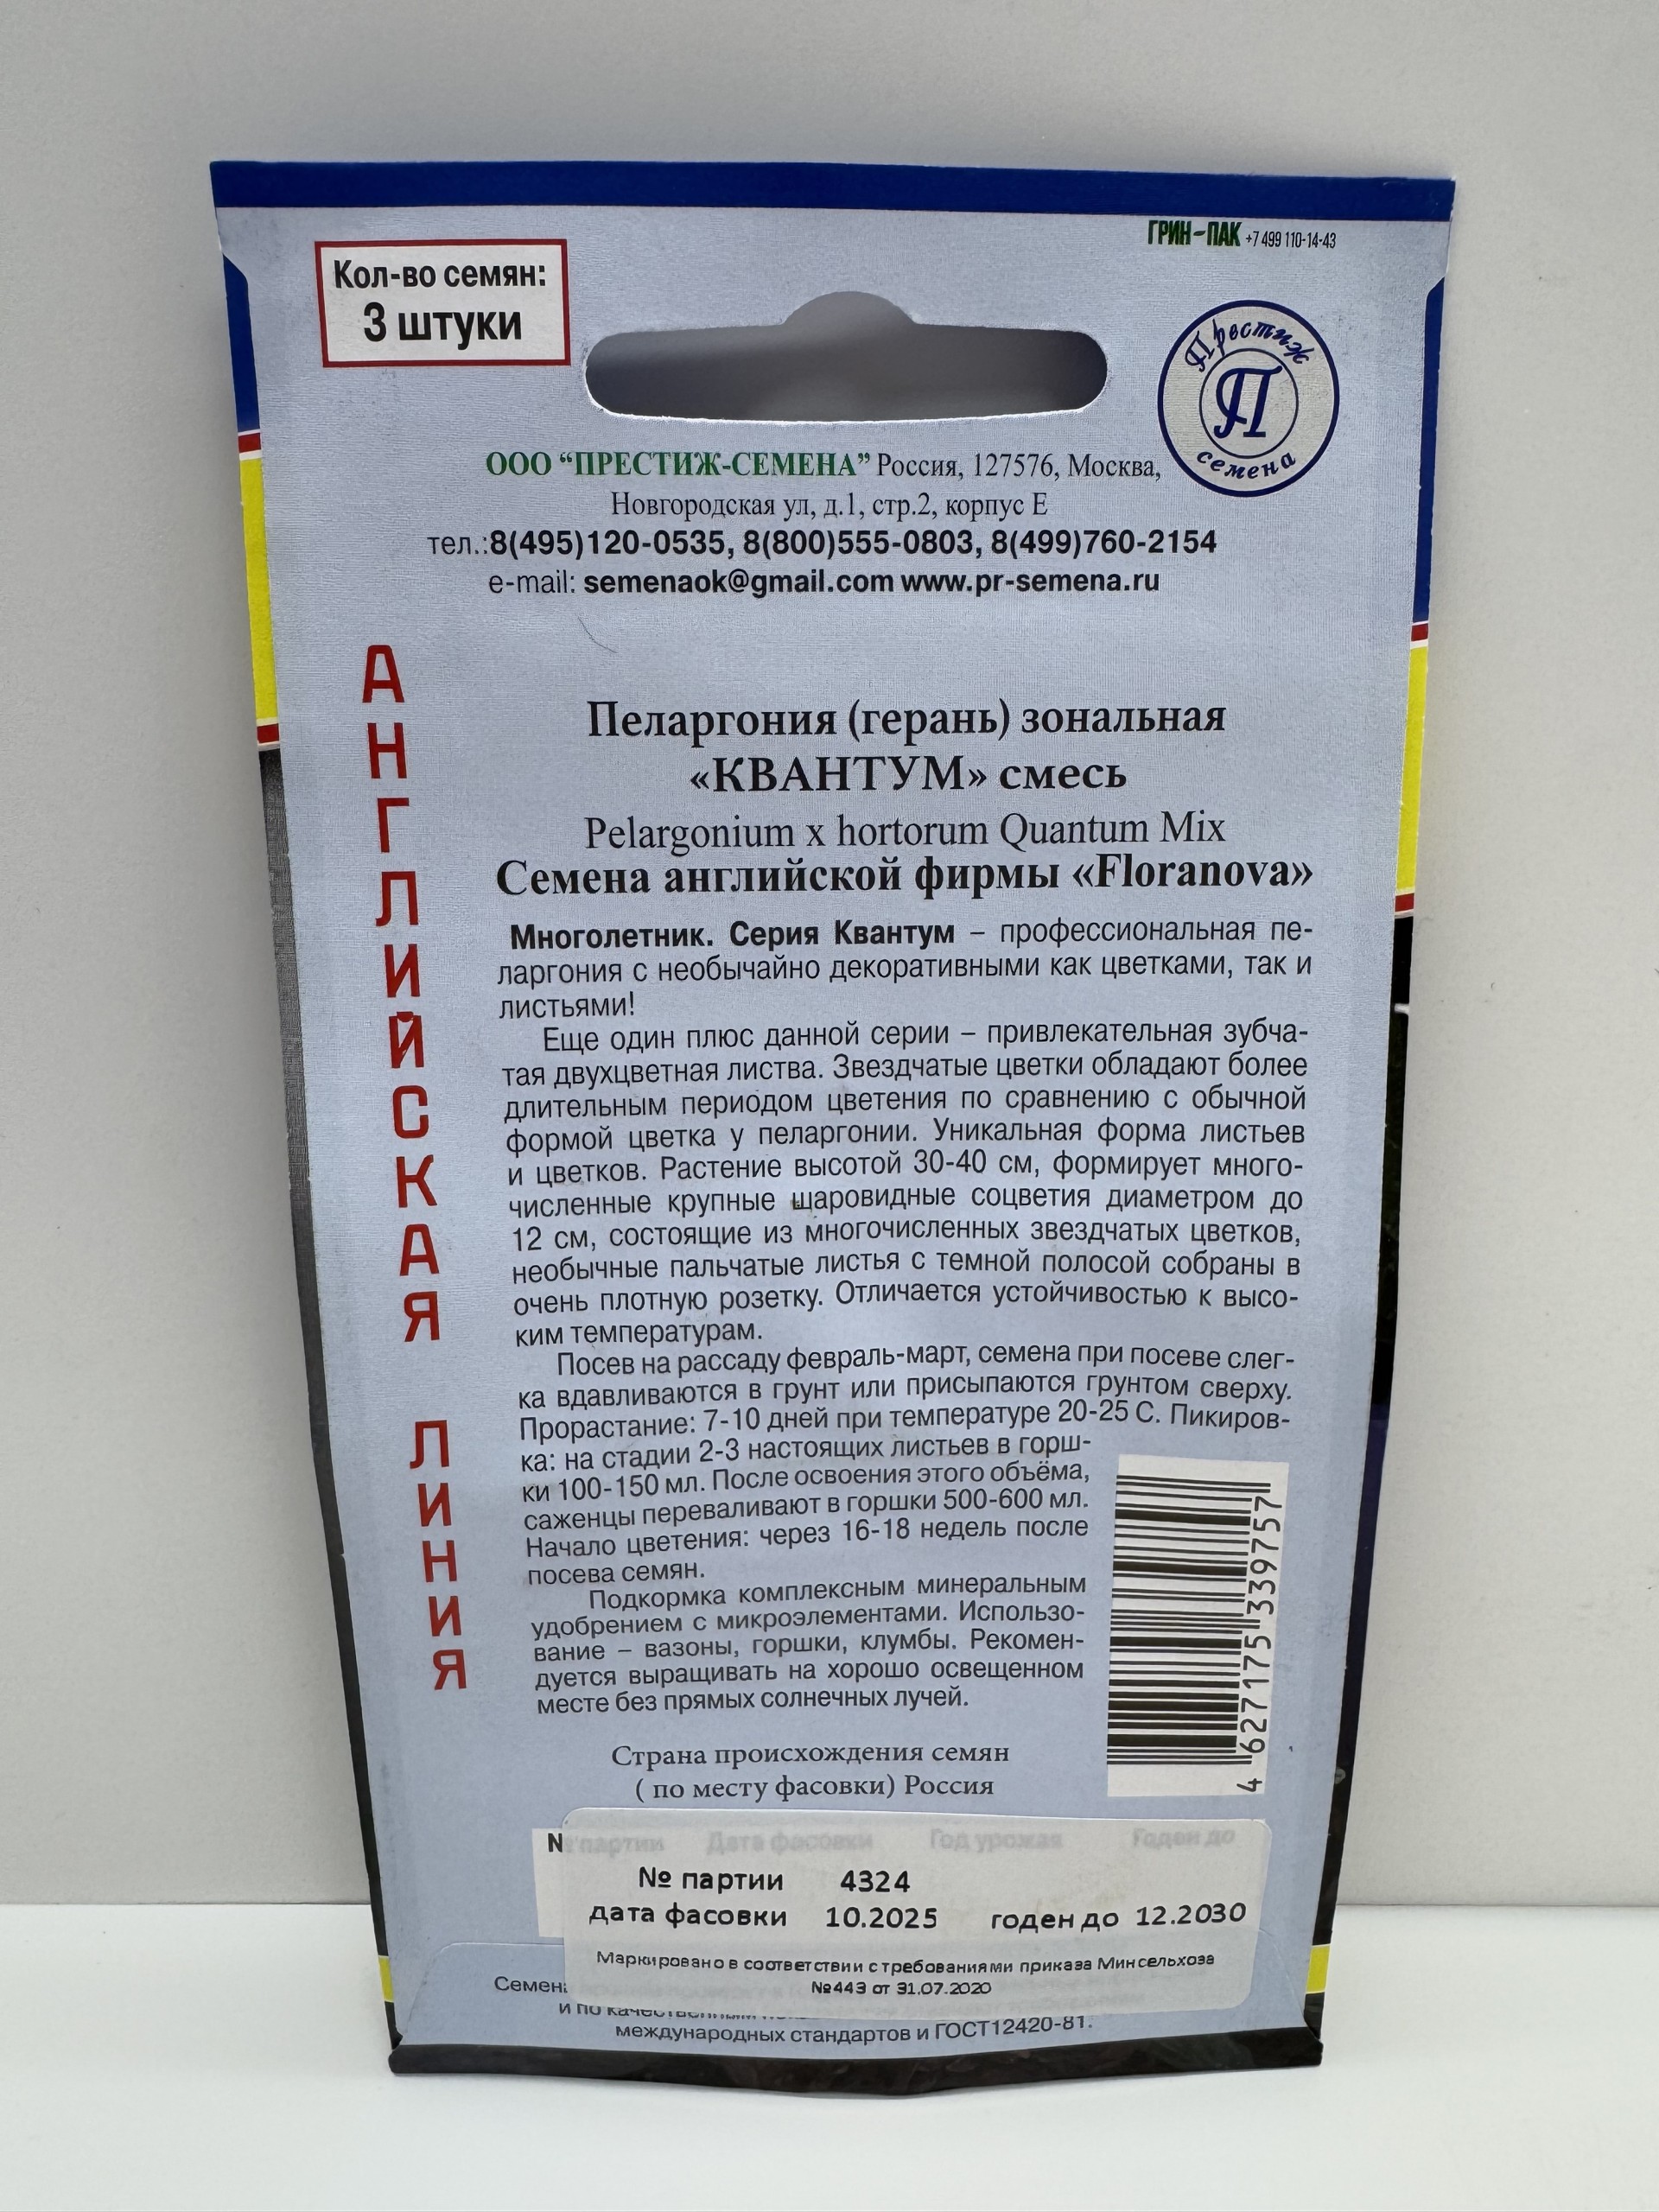 ГРИН-ПАК +7 499 110-14-43
Кол-во семян:
3 штуки
Престиж
П
семена
ООО “ПРЕСТИЖ-СЕМЕНА” Россия, 127576, Москва,
Новгородская ул, д.1, стр.2, корпус Е
тел.:8(495)120-0535, 8(800)555-0803, 8(499)760-2154
e-mail: semenaok@gmail.com www.pr-semena.ru
АНГЛИЙСКАЯ ЛИНИЯ
Пеларгония (герань) зональная
«КВАНТУМ» смесь
Pelargonium x hortorum Quantum Mix
Семена английской фирмы «Floranova»
Многолетник. Серия Квантум – профессиональная пе-
ларгония с необычайно декоративными как цветками, так и
листьями!
Еще один плюс данной серии – привлекательная зубча-
тая двухцветная листва. Звездчатые цветки обладают более
длительным периодом цветения по сравнению с обычной
формой цветка у пеларгонии. Уникальная форма листьев
и цветков. Растение высотой 30-40 см, формирует много-
численные крупные шаровидные соцветия диаметром до
12 см, состоящие из многочисленных звездчатых цветков,
необычные пальчатые листья с темной полосой собраны в
очень плотную розетку. Отличается устойчивостью к высо-
ким температурам.
Посев на рассаду февраль-март, семена при посеве слег-
ка вдавливаются в грунт или присыпаются грунтом сверху.
Прорастание: 7-10 дней при температуре 20-25 С. Пикиров-
ка: на стадии 2-3 настоящих листьев в горш-
ки 100-150 мл. После освоения этого объёма,
саженцы переваливают в горшки 500-600 мл.
Начало цветения: через 16-18 недель после
посева семян.
Подкормка комплексным минеральным
удобрением с микроэлементами. Использо-
вание – вазоны, горшки, клумбы. Рекомен-
дуется выращивать на хорошо освещенном
месте без прямых солнечных лучей.
4 627175 339757
Страна происхождения семян
( по месту фасовки) Россия
№ партии Дата фасовки Год урожая Годен до
№ партии 4324
дата фасовки 10.2025 годен до 12.2030
Маркировано в соответствии с требованиями приказа Минсельхоза
№443 от 31.07.2020
Семена
и по качественным
международных стандартов и ГОСТ12420-81.